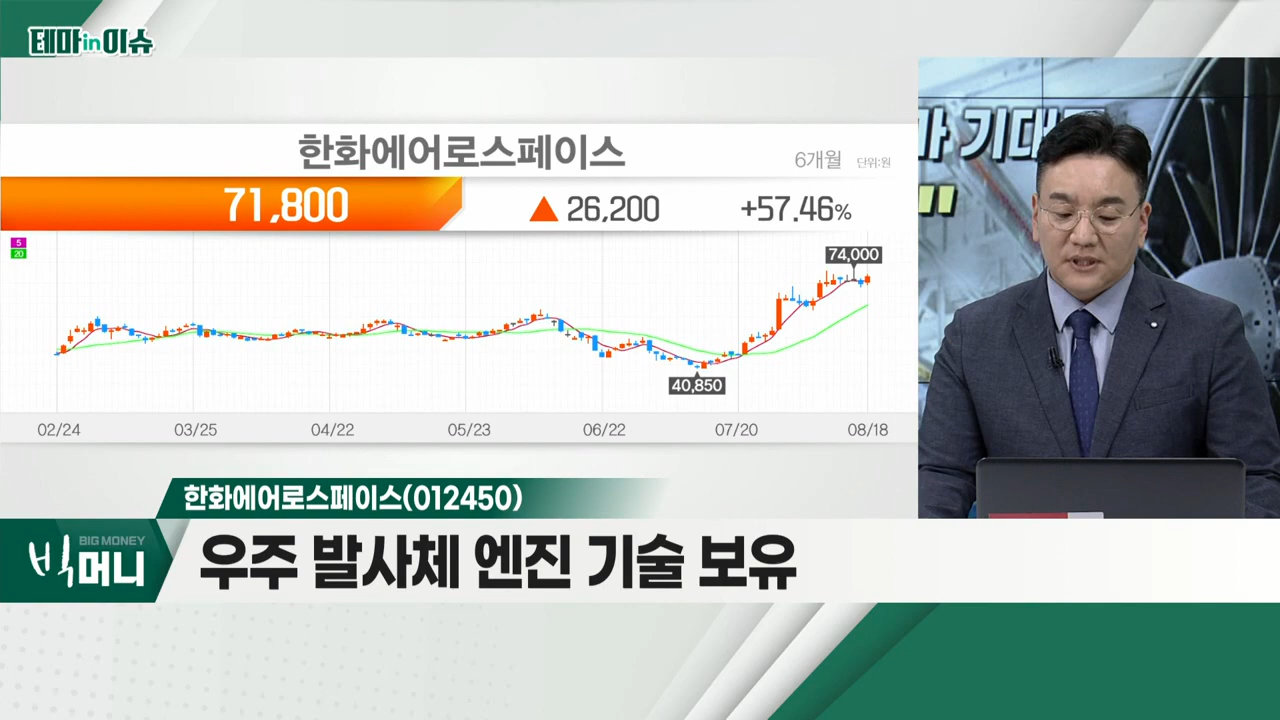 테마in이슈
가 기대
"
한화에어로스페이스
6개월 단위:원
71,800 ▲ 26,200 +57.46%
5
20
74,000
40,850
02/24 03/25 04/22 05/23 06/22 07/20 08/18
한화에어로스페이스(012450)
BIG MONEY
빅머니
우주 발사체 엔진 기술 보유